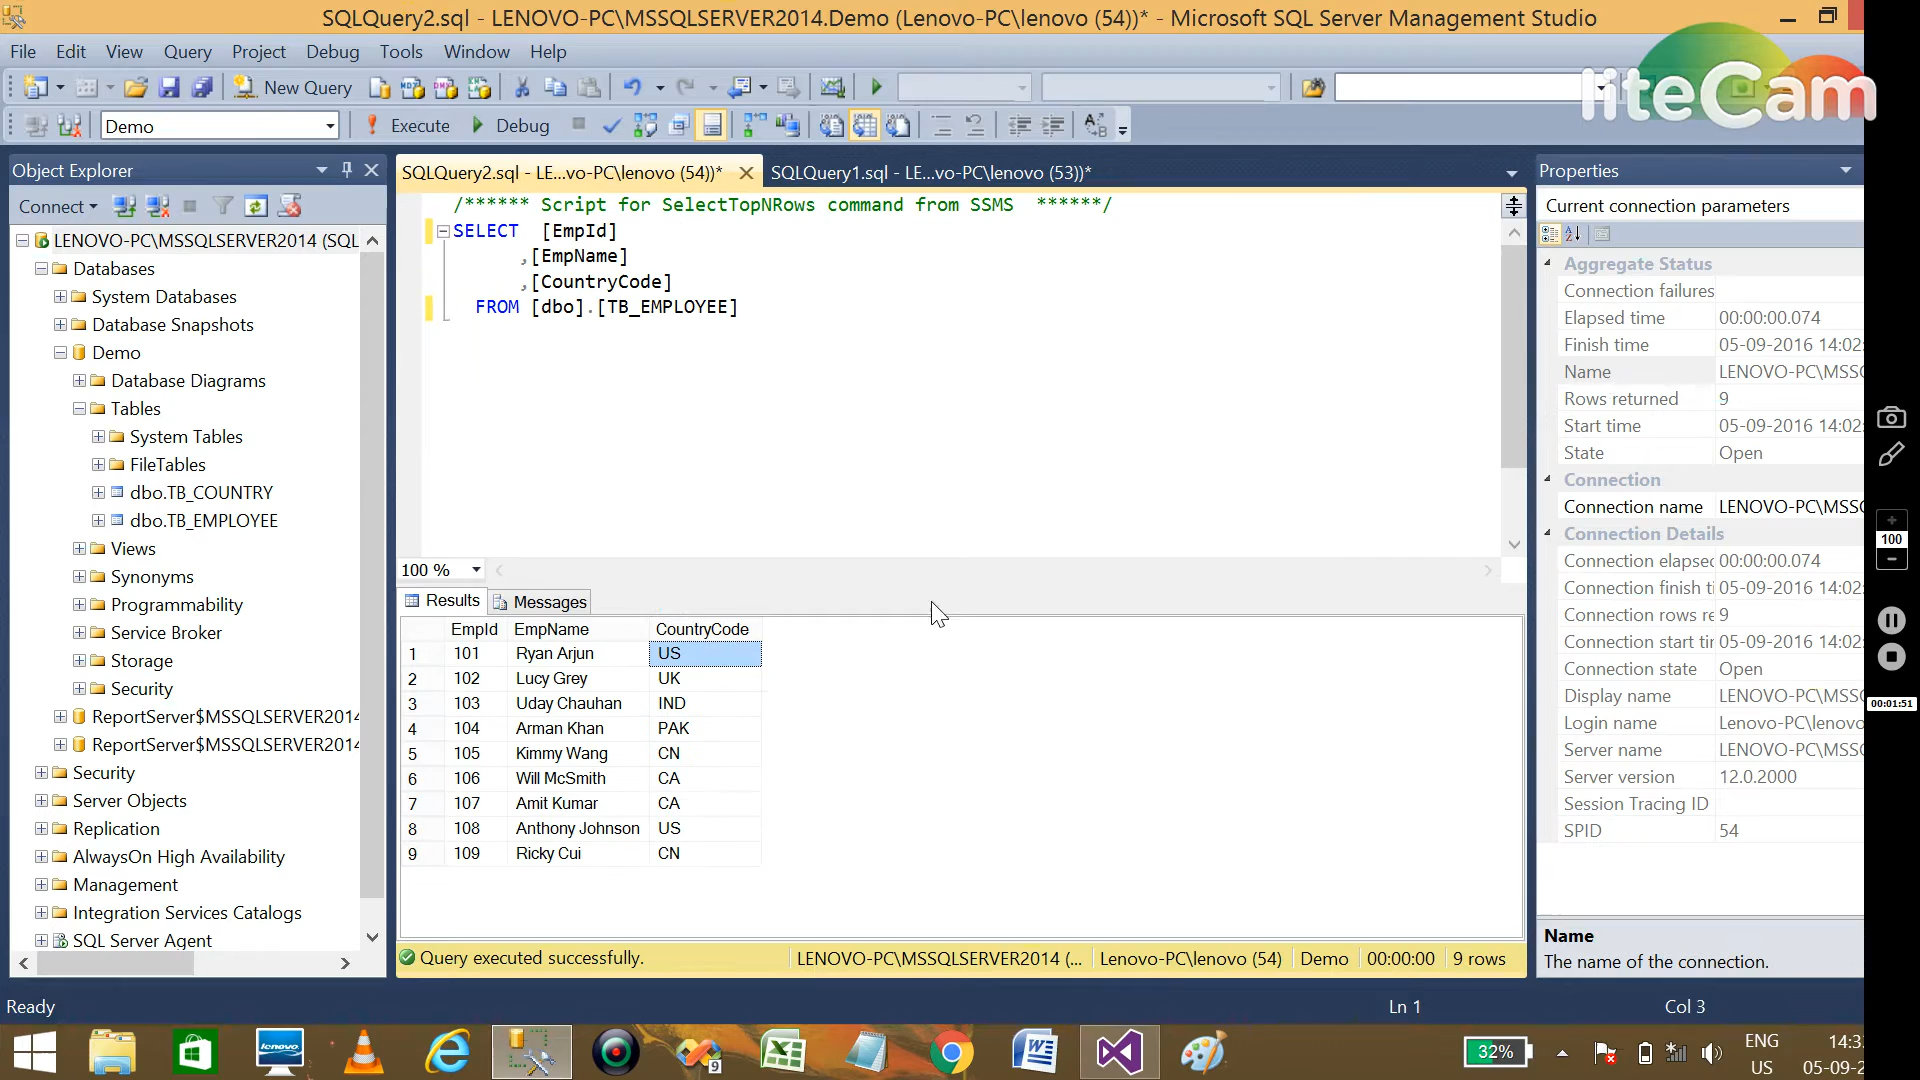 SQLQuery2.sql - LENOVO-PC\MSSQLSERVER2014.Demo (Lenovo-PC\lenovo (54))* - Microsoft SQL Server Management Studio
File Edit View Query Project Debug Tools Window Help
liteCam
New Query
Demo Execute Debug
Object Explorer
Connect
LENOVO-PC\MSSQLSERVER2014 (SQL
Databases
System Databases
Database Snapshots
Demo
Database Diagrams
Tables
System Tables
FileTables
dbo.TB_COUNTRY
dbo.TB_EMPLOYEE
Views
Synonyms
Programmability
Service Broker
Storage
Security
ReportServer$MSSQLSERVER2014
ReportServer$MSSQLSERVER2014
Security
Server Objects
Replication
AlwaysOn High Availability
Management
Integration Services Catalogs
SQL Server Agent
SQLQuery2.sql - LE...vo-PC\lenovo (54))* SQLQuery1.sql - LE...vo-PC\lenovo (53))*
/****** Script for SelectTopNRows command from SSMS ******/
SELECT [EmpId]
,[EmpName]
,[CountryCode]
FROM [dbo].[TB_EMPLOYEE]
100 %
Results Messages
EmpId EmpName CountryCode
1 101 Ryan Arjun US
2 102 Lucy Grey UK
3 103 Uday Chauhan IND
4 104 Arman Khan PAK
5 105 Kimmy Wang CN
6 106 Will McSmith CA
7 107 Amit Kumar CA
8 108 Anthony Johnson US
9 109 Ricky Cui CN
Query executed successfully. LENOVO-PC\MSSQLSERVER2014 (... Lenovo-PC\lenovo (54) Demo 00:00:00 9 rows
Properties
Current connection parameters
Aggregate Status
Connection failures
Elapsed time 00:00:00.074
Finish time 05-09-2016 14:02:
Name LENOVO-PC\MSS
Rows returned 9
Start time 05-09-2016 14:02:
State Open
Connection
Connection name LENOVO-PC\MSS
Connection Details
Connection elapsed 00:00:00.074
Connection finish ti 05-09-2016 14:02:
Connection rows re 9
Connection start tir 05-09-2016 14:02:
Connection state Open
Display name LENOVO-PC\MSS
Login name Lenovo-PC\lenovo
Server name LENOVO-PC\MSS
Server version 12.0.2000
Session Tracing ID
SPID 54
Name
The name of the connection.
100
00:01:51
Ready Ln 1 Col 3
lenovo
9
32%
ENG
US
14:3
05-09-2